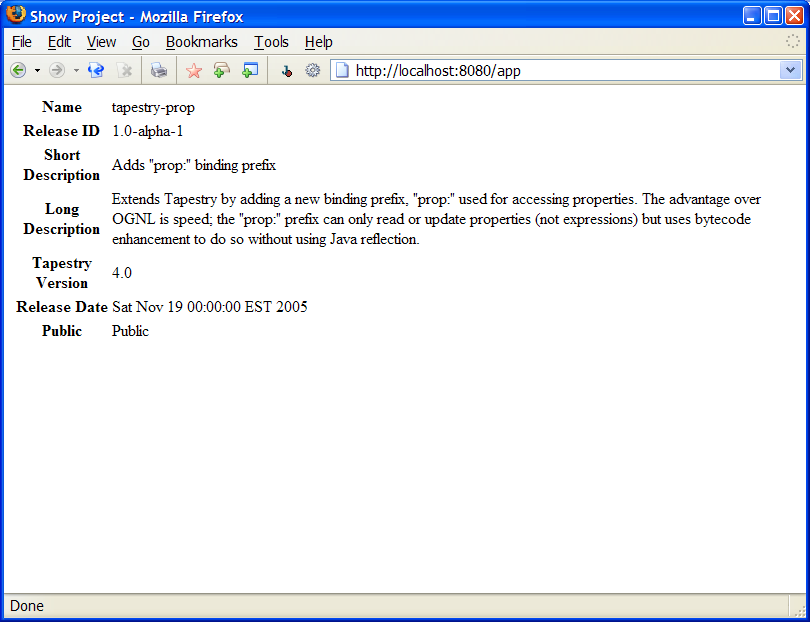 Show Project - Mozilla Firefox
File Edit View Go Bookmarks Tools Help
http://localhost:8080/app
Name tapestry-prop
Release ID 1.0-alpha-1
Short
Description Adds "prop:" binding prefix
Long
Description Extends Tapestry by adding a new binding prefix, "prop:" used for accessing properties. The advantage over
OGNL is speed; the "prop:" prefix can only read or update properties (not expressions) but uses bytecode
enhancement to do so without using Java reflection.
Tapestry
Version 4.0
Release Date Sat Nov 19 00:00:00 EST 2005
Public Public
Done